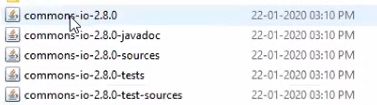 commons-io-2.8.0 22-01-2020 03:10 PM
commons-io-2.8.0-javadoc 22-01-2020 03:10 PM
commons-io-2.8.0-sources 22-01-2020 03:10 PM
commons-io-2.8.0-tests 22-01-2020 03:10 PM
commons-io-2.8.0-test-sources 22-01-2020 03:10 PM